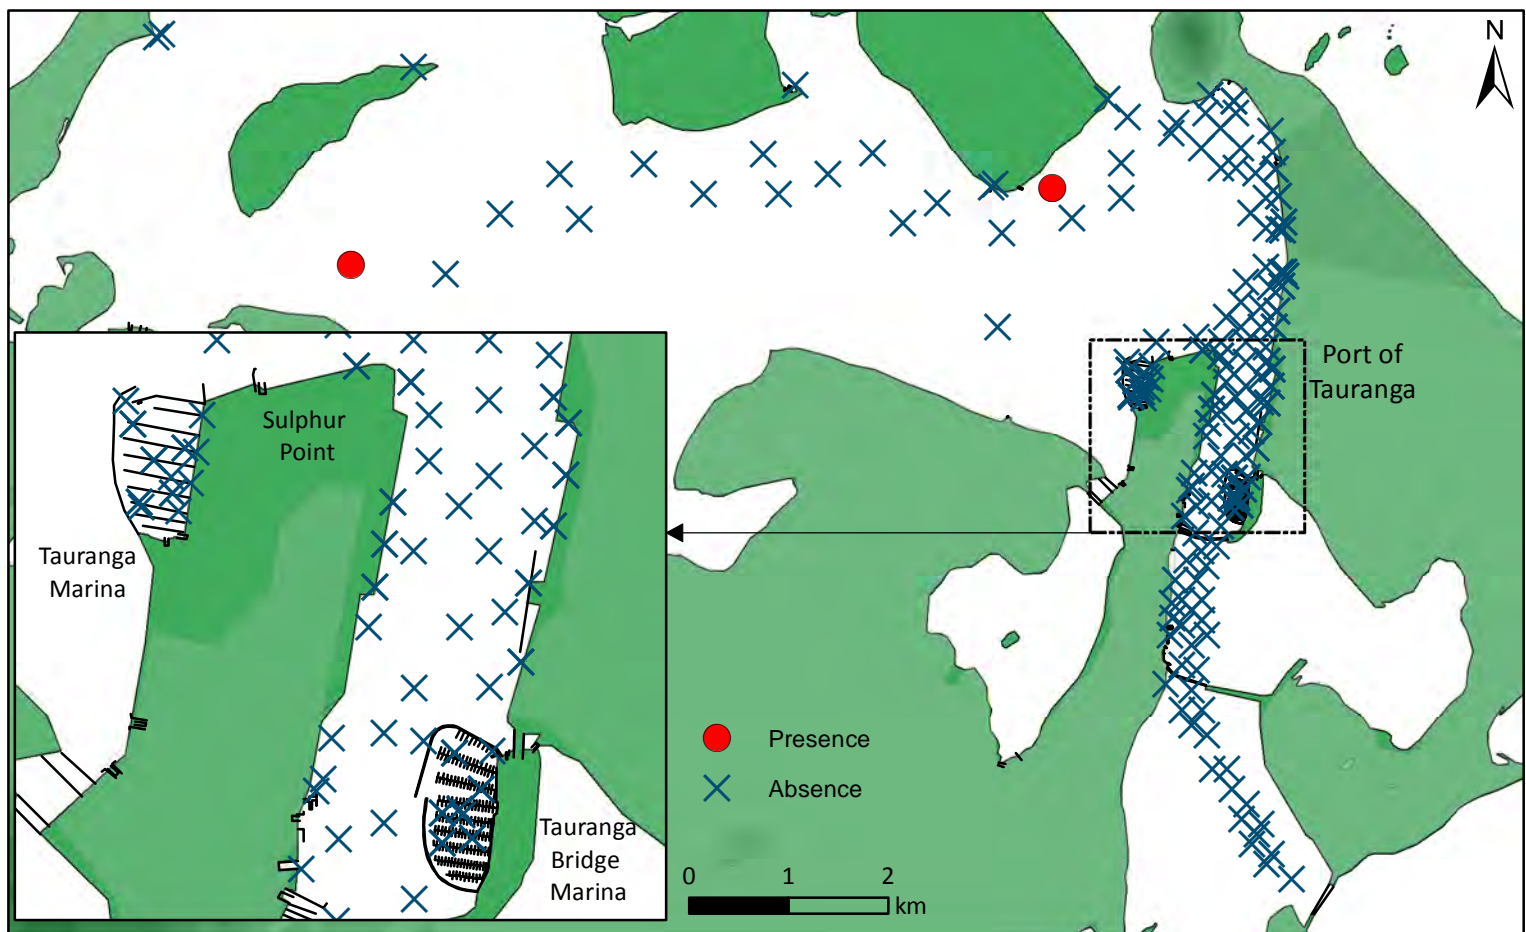 N
Port of
Tauranga
Sulphur
Point
Tauranga
Marina
Presence
Absence
Tauranga
Bridge
Marina
0 1 2
km